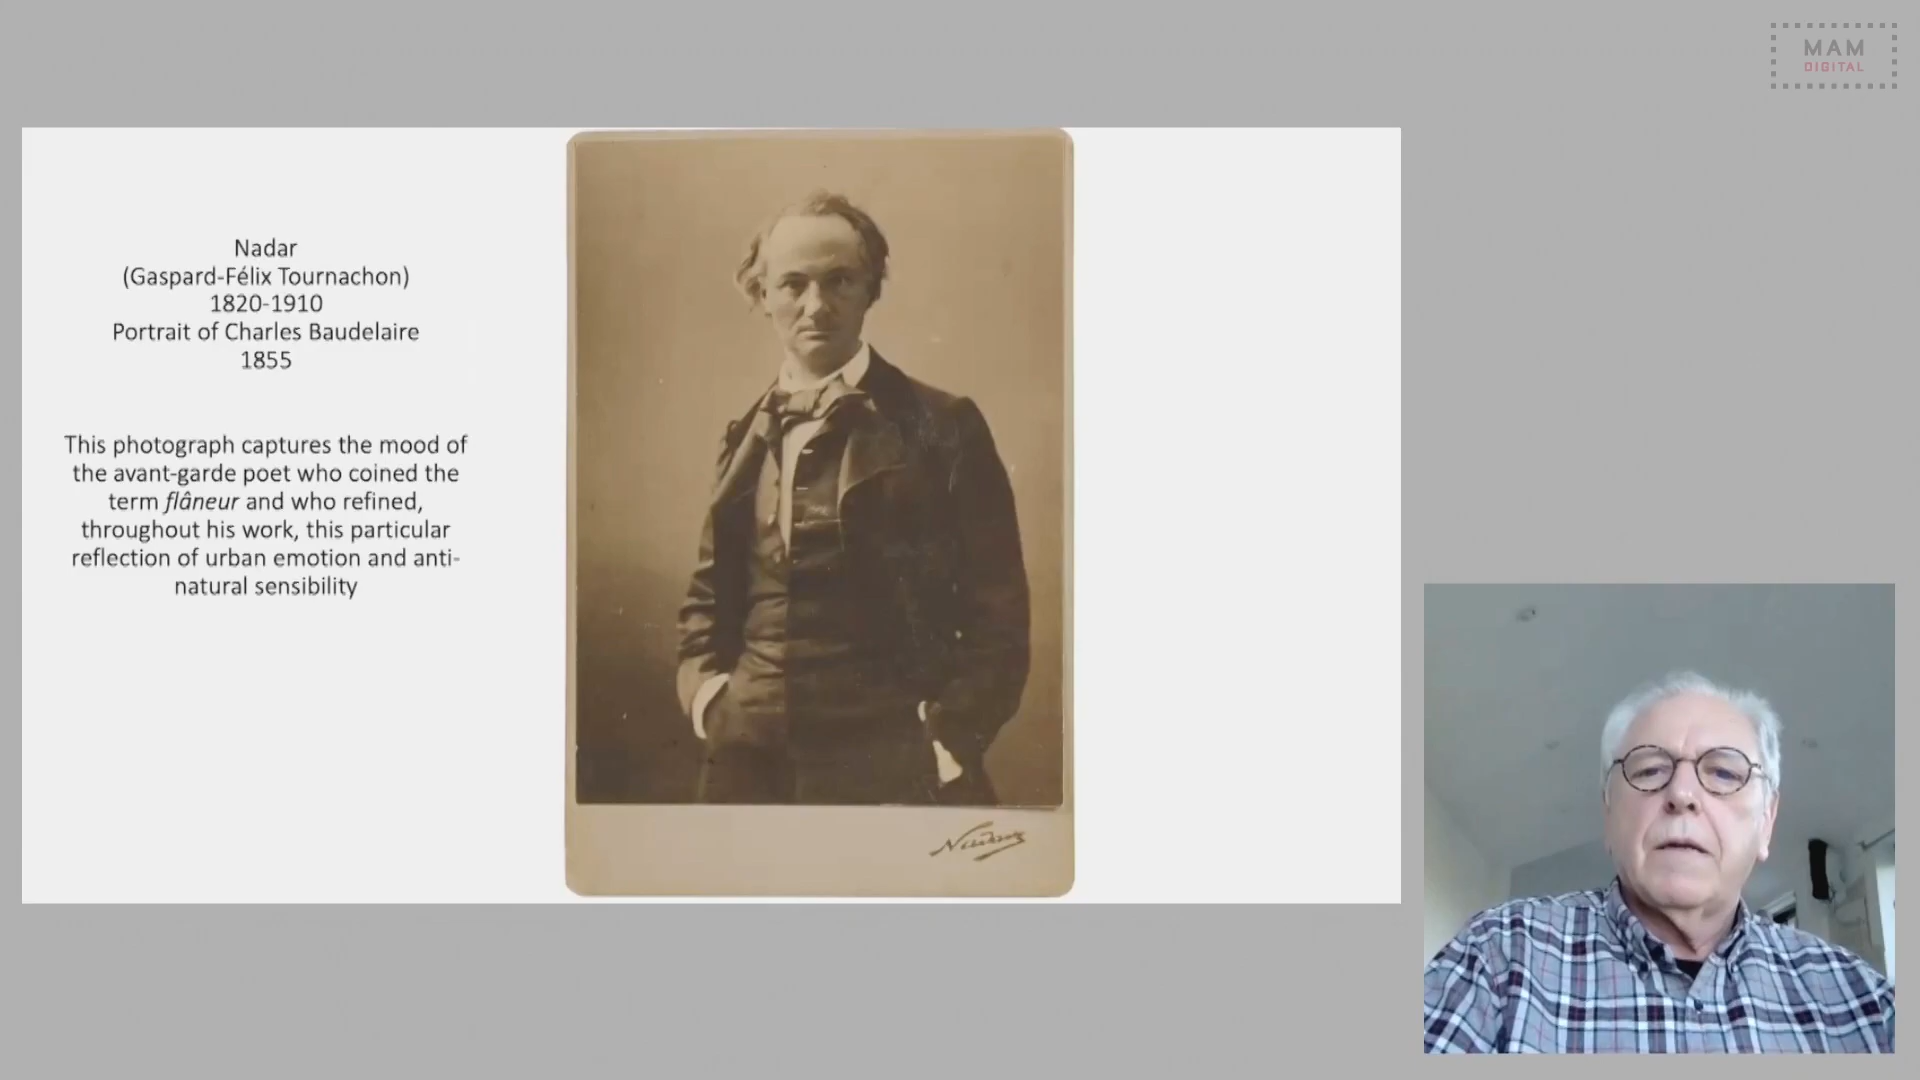 MAM
DIGITAL
Nadar
(Gaspard-Félix Tournachon)
1820-1910
Portrait of Charles Baudelaire
1855
This photograph captures the mood of
the avant-garde poet who coined the
term flâneur and who refined,
throughout his work, this particular
reflection of urban emotion and anti-
natural sensibility
Nadar